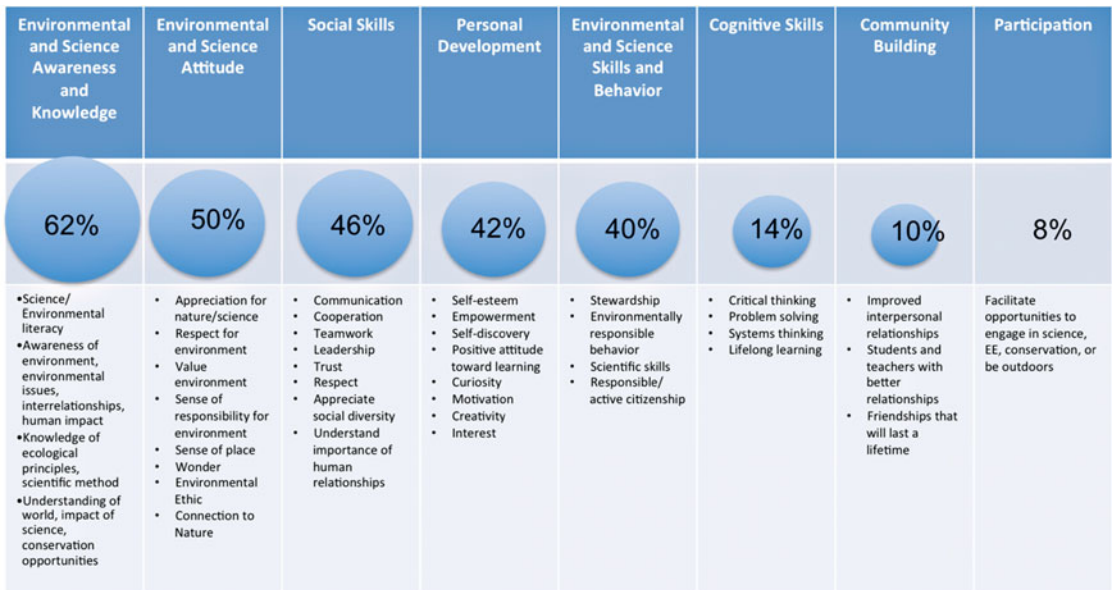 Environmental
and Science
Awareness
and
Knowledge
Environmental
and Science
Attitude
Social Skills
Personal
Development
Environmental
and Science
Skills and
Behavior
Cognitive Skills
Community
Building
Participation
62%
50%
46%
42%
40%
14%
10%
8%
•Science/
Environmental
literacy
•Awareness of
environment,
environmental
issues,
interrelationships,
human impact
•Knowledge of
ecological
principles,
scientific method
•Understanding of
world, impact of
science,
conservation
opportunities
• Appreciation for
nature/science
• Respect for
environment
• Value
environment
• Sense of
responsibility for
environment
• Sense of place
• Wonder
• Environmental
Ethic
• Connection to
Nature
• Communication
• Cooperation
• Teamwork
• Leadership
• Trust
• Respect
• Appreciate
social diversity
• Understand
importance of
human
relationships
• Self-esteem
• Empowerment
• Self-discovery
• Positive attitude
toward learning
• Curiosity
• Motivation
• Creativity
• Interest
• Stewardship
• Environmentally
responsible
behavior
• Scientific skills
• Responsible/
active citizenship
• Critical thinking
• Problem solving
• Systems thinking
• Lifelong learning
• Improved
interpersonal
relationships
• Students and
teachers with
better
relationships
• Friendships that
will last a
lifetime
Facilitate
opportunities to
engage in science,
EE, conservation, or
be outdoors